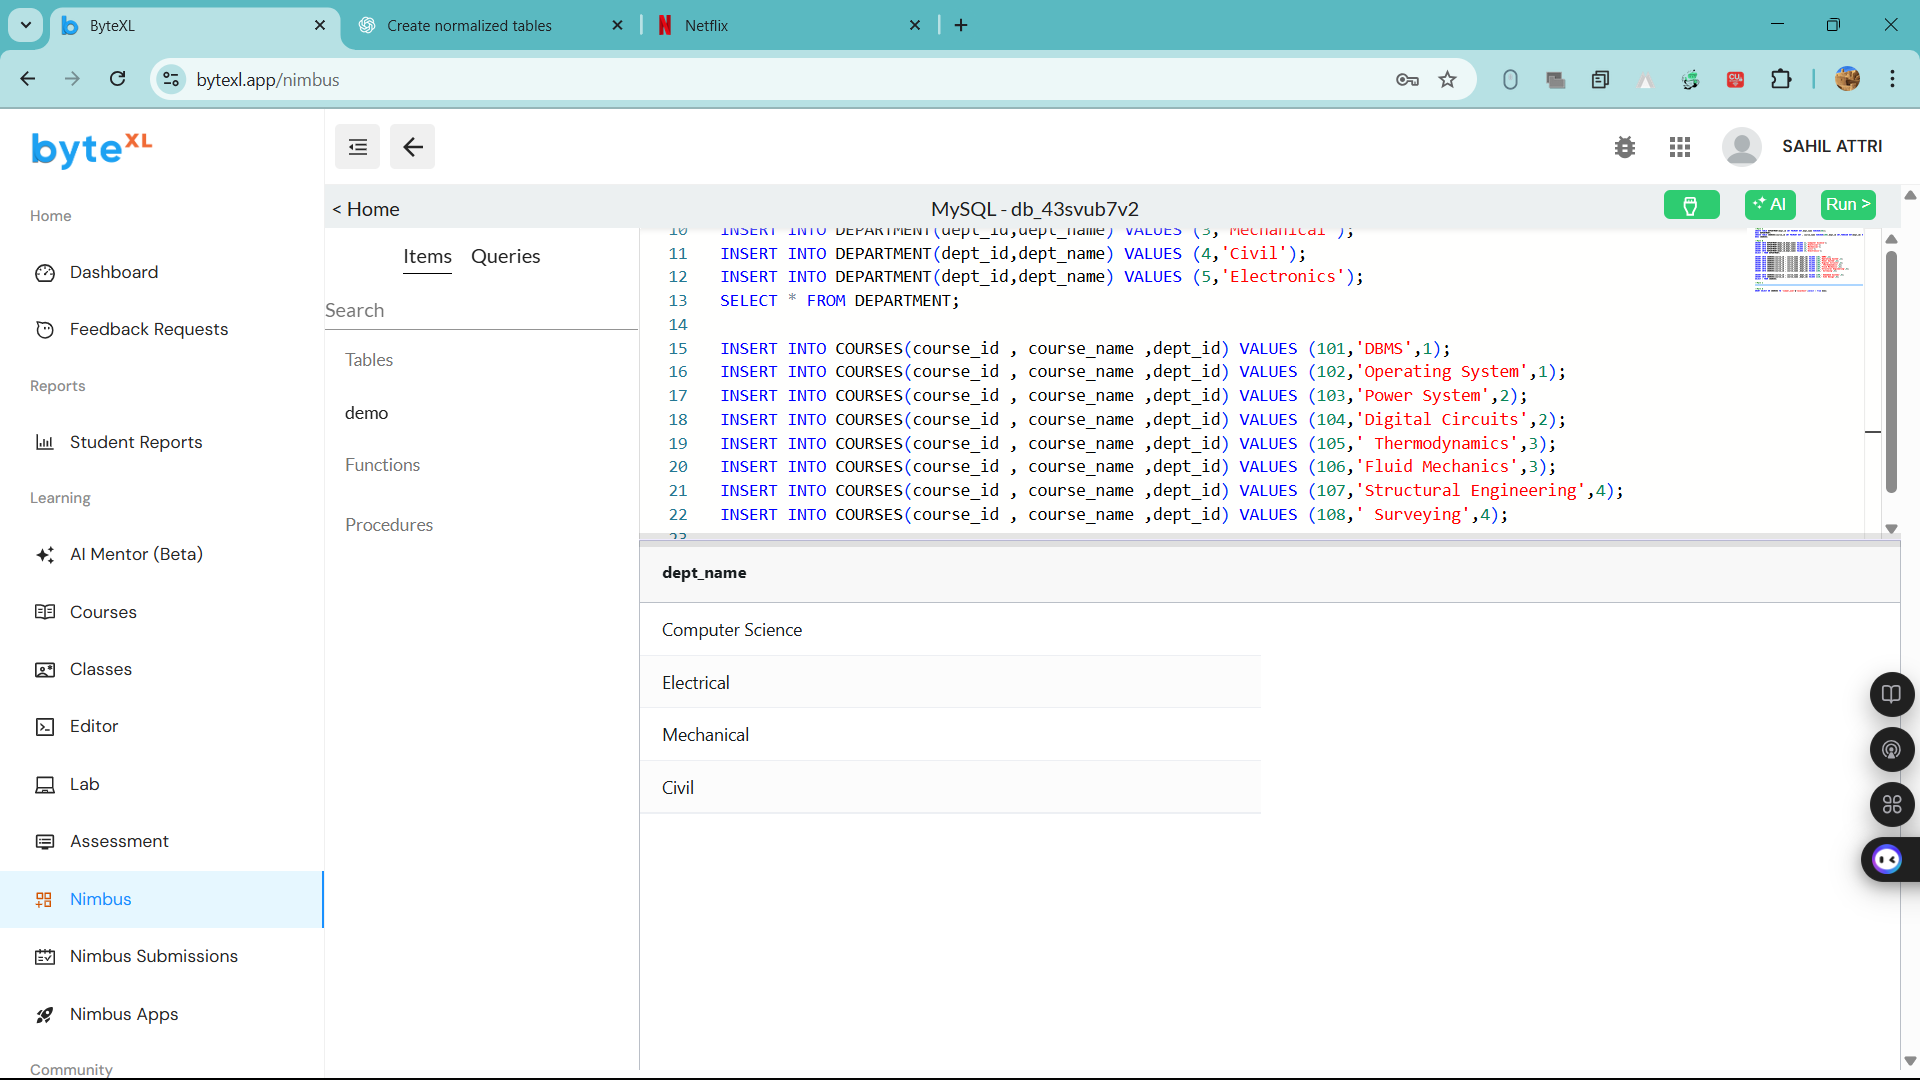 ByteXL
Create normalized tables
Netflix
bytexl.app/nimbus
CU
byteXL
SAHIL ATTRI
< Home
MySQL - db_43svub7v2
AI
Run >
Home
Dashboard
Feedback Requests
Reports
Student Reports
Learning
AI Mentor (Beta)
Courses
Classes
Editor
Lab
Assessment
Nimbus
Nimbus Submissions
Nimbus Apps
Community
Items
Queries
Search
Tables
demo
Functions
Procedures
10 INSERT INTO DEPARTMENT(dept_id,dept_name) VALUES (3,'Mechanical');
11 INSERT INTO DEPARTMENT(dept_id,dept_name) VALUES (4,'Civil');
12 INSERT INTO DEPARTMENT(dept_id,dept_name) VALUES (5,'Electronics');
13 SELECT * FROM DEPARTMENT;
14
15 INSERT INTO COURSES(course_id , course_name ,dept_id) VALUES (101,'DBMS',1);
16 INSERT INTO COURSES(course_id , course_name ,dept_id) VALUES (102,'Operating System',1);
17 INSERT INTO COURSES(course_id , course_name ,dept_id) VALUES (103,'Power System',2);
18 INSERT INTO COURSES(course_id , course_name ,dept_id) VALUES (104,'Digital Circuits',2);
19 INSERT INTO COURSES(course_id , course_name ,dept_id) VALUES (105,' Thermodynamics',3);
20 INSERT INTO COURSES(course_id , course_name ,dept_id) VALUES (106,'Fluid Mechanics',3);
21 INSERT INTO COURSES(course_id , course_name ,dept_id) VALUES (107,'Structural Engineering',4);
22 INSERT INTO COURSES(course_id , course_name ,dept_id) VALUES (108,' Surveying',4);
23
dept_name
Computer Science
Electrical
Mechanical
Civil